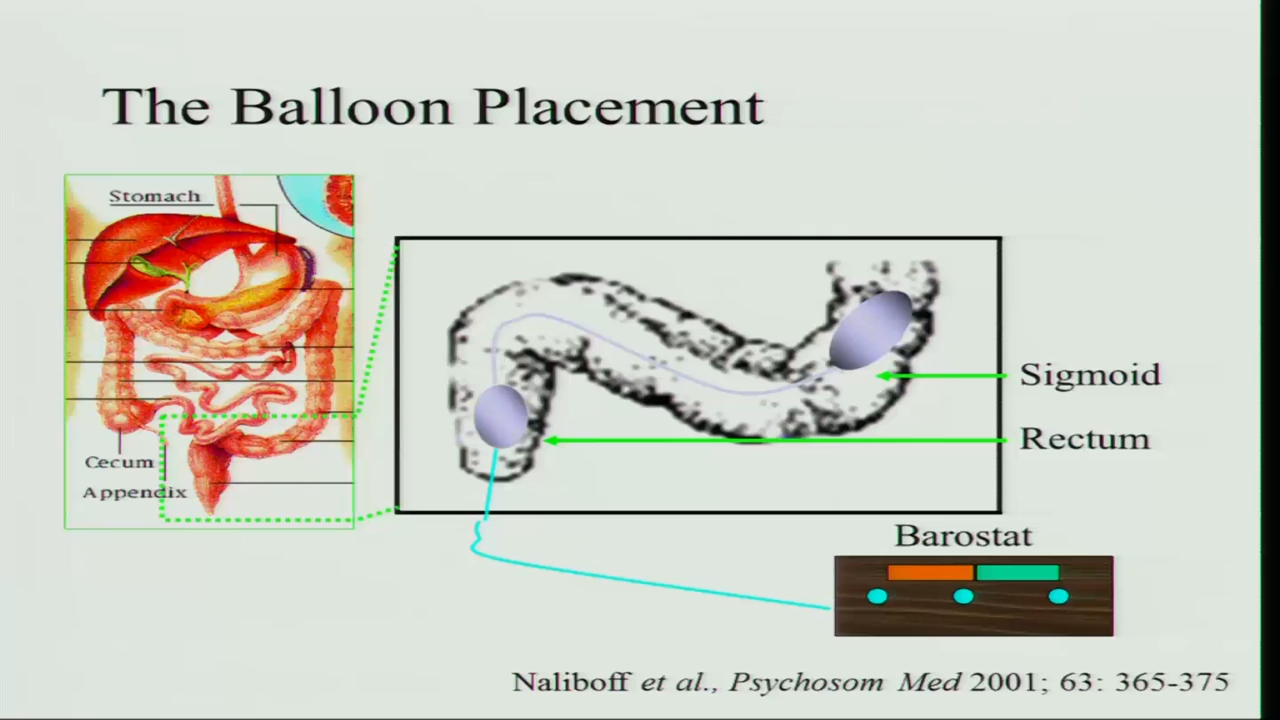 The Balloon Placement
Stomach
Cecum
Appendix
Sigmoid
Rectum
Barostat
Naliboff et al., Psychosom Med 2001; 63: 365-375